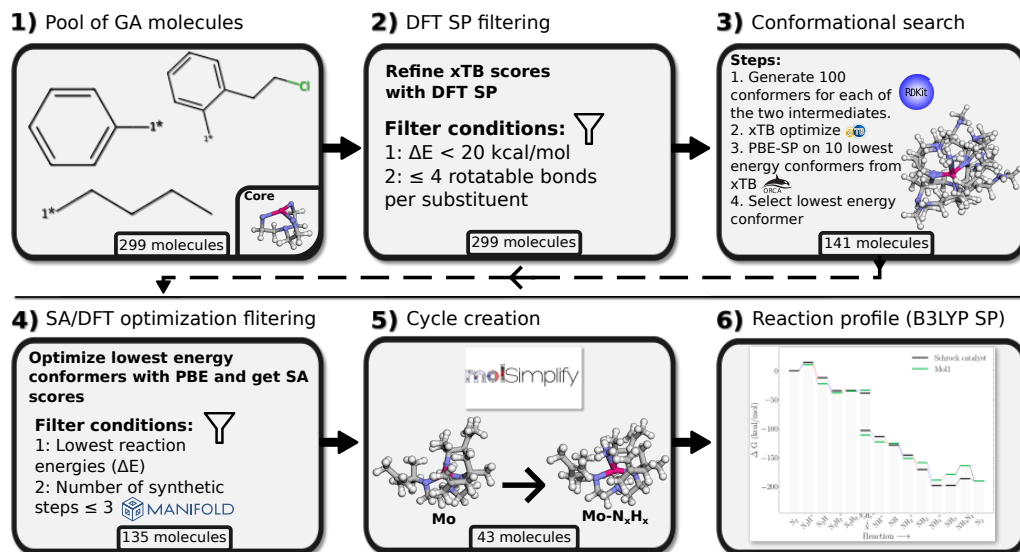 1) Pool of GA molecules
1*
Cl
1*
1*
Core
299 molecules
2) DFT SP filtering
Refine xTB scores
with DFT SP
Filter conditions:
1: ΔE < 20 kcal/mol
2: ≤ 4 rotatable bonds
per substituent
299 molecules
3) Conformational search
Steps:
1. Generate 100
conformers for each of
the two intermediates.
2. xTB optimize
3. PBE-SP on 10 lowest
energy conformers from
xTB
4. Select lowest energy
conformer
RDKit
xTB
ORCA
141 molecules
4) SA/DFT optimization flitering
Optimize lowest energy
conformers with PBE and get SA
scores
Filter conditions:
1: Lowest reaction
energies (ΔE)
2: Number of synthetic
steps ≤ 3 MANIFOLD
135 molecules
5) Cycle creation
molSimplify
Mo
Mo-NₓHₓ
43 molecules
6) Reaction profile (B3LYP SP)
Schrock catalyst
Mol1
Δ G (kcal/mol)
0
−50
−100
−150
−200
Reaction ⟶